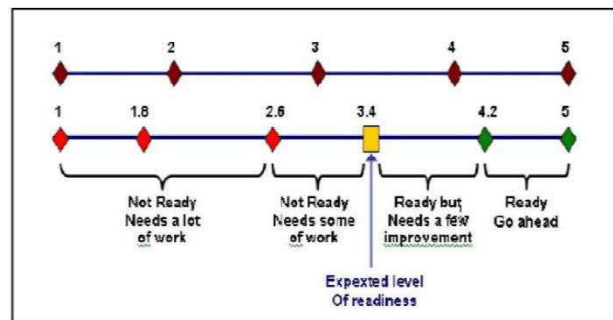 1 2 3 4 5
1 1.8 2.6 3.4 4.2 5
Not Ready
Needs a lot
of work
Not Ready
Needs some
of work
Ready but
Needs a few
improvement
Ready
Go ahead
Expexted level
Of readiness